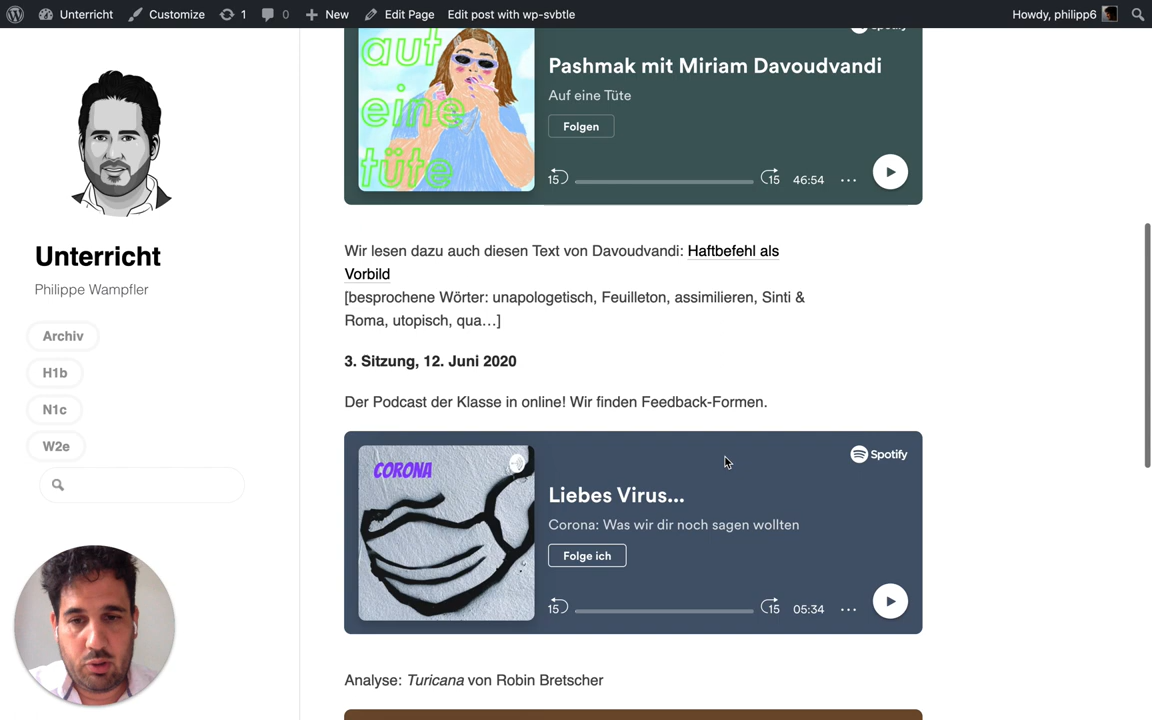 Unterricht Customize 1 0 New Edit Page Edit post with wp-svbtle Howdy, philipp6
auf
eine
tüte
Pashmak mit Miriam Davoudvandi
Auf eine Tüte
Folgen
15 15 46:54
Unterricht
Philippe Wampfler
Archiv
H1b
N1c
W2e
Wir lesen dazu auch diesen Text von Davoudvandi: Haftbefehl als
Vorbild
[besprochene Wörter: unapologetisch, Feuilleton, assimilieren, Sinti &
Roma, utopisch, qua…]
3. Sitzung, 12. Juni 2020
Der Podcast der Klasse in online! Wir finden Feedback-Formen.
CORONA
Spotify
Liebes Virus...
Corona: Was wir dir noch sagen wollten
Folge ich
15 15 05:34
Analyse: Turicana von Robin Bretscher